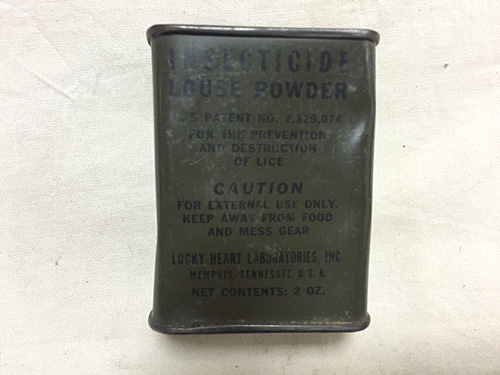 INSECTICIDE
LOUSE POWDER
U.S. PATENT NO. 2,329,074
FOR THE PREVENTION
AND DESTRUCTION
OF LICE
CAUTION
FOR EXTERNAL USE ONLY.
KEEP AWAY FROM FOOD
AND MESS GEAR
LUCKY HEART LABORATORIES, INC.
MEMPHIS, TENNESSEE, U. S. A.
NET CONTENTS: 2 OZ.